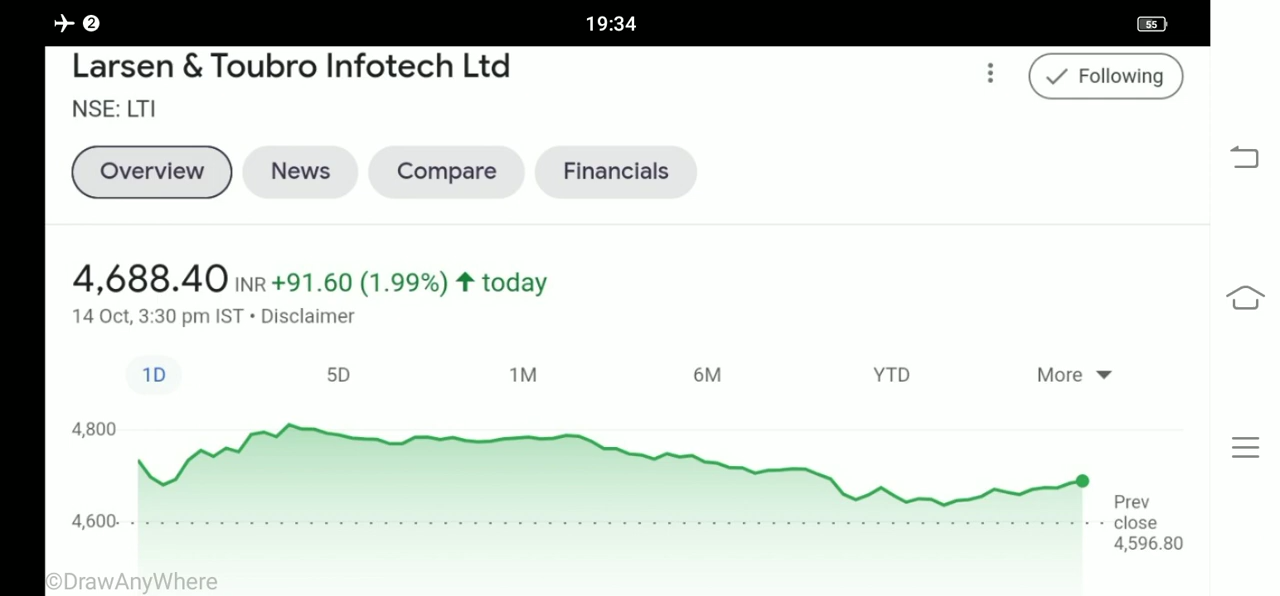 2 19:34 55
Larsen & Toubro Infotech Ltd
Following
NSE: LTI
Overview News Compare Financials
4,688.40 INR +91.60 (1.99%) ↑ today
14 Oct, 3:30 pm IST • Disclaimer
1D 5D 1M 6M YTD More
4,800
4,600
Prev
close
4,596.80
©DrawAnyWhere